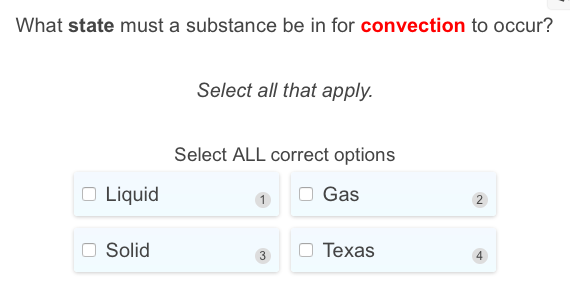 What state must a substance be in for convection to occur?
Select all that apply.
Select ALL correct options
Liquid 1 Gas 2
Solid 3 Texas 4